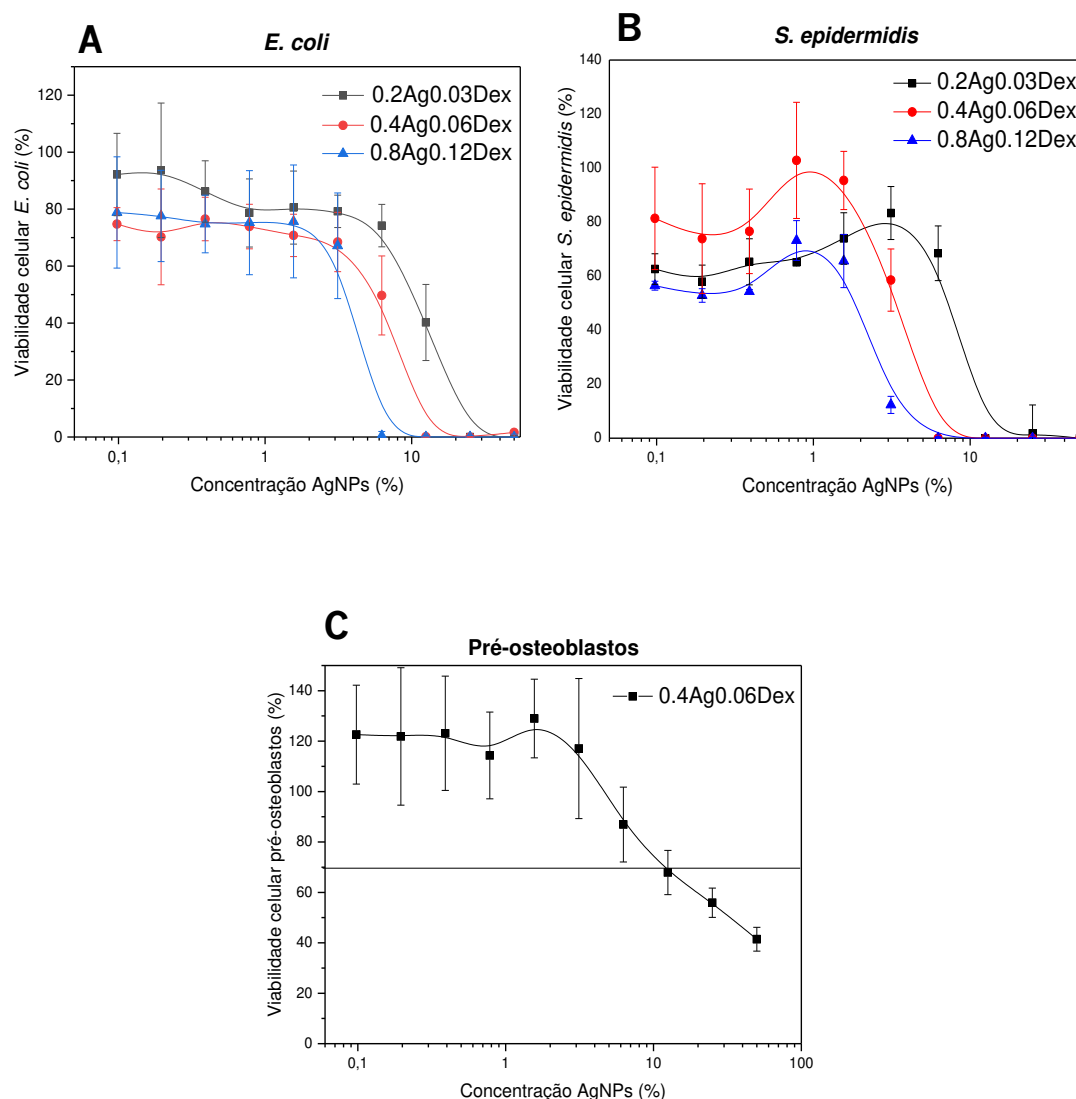 A
E. coli
0.2Ag0.03Dex
0.4Ag0.06Dex
0.8Ag0.12Dex
Viabilidade celular E. coli (%)
120
100
80
60
40
20
0
0,1
1
10
Concentração AgNPs (%)
B
S. epidermidis
0.2Ag0.03Dex
0.4Ag0.06Dex
0.8Ag0.12Dex
Viabilidade celular S. epidermidis (%)
140
120
100
80
60
40
20
0
0,1
1
10
Concentração AgNPs (%)
C
Pré-osteoblastos
0.4Ag0.06Dex
Viabilidade celular pré-osteoblastos (%)
140
120
100
80
60
40
20
0
0,1
1
10
100
Concentração AgNPs (%)